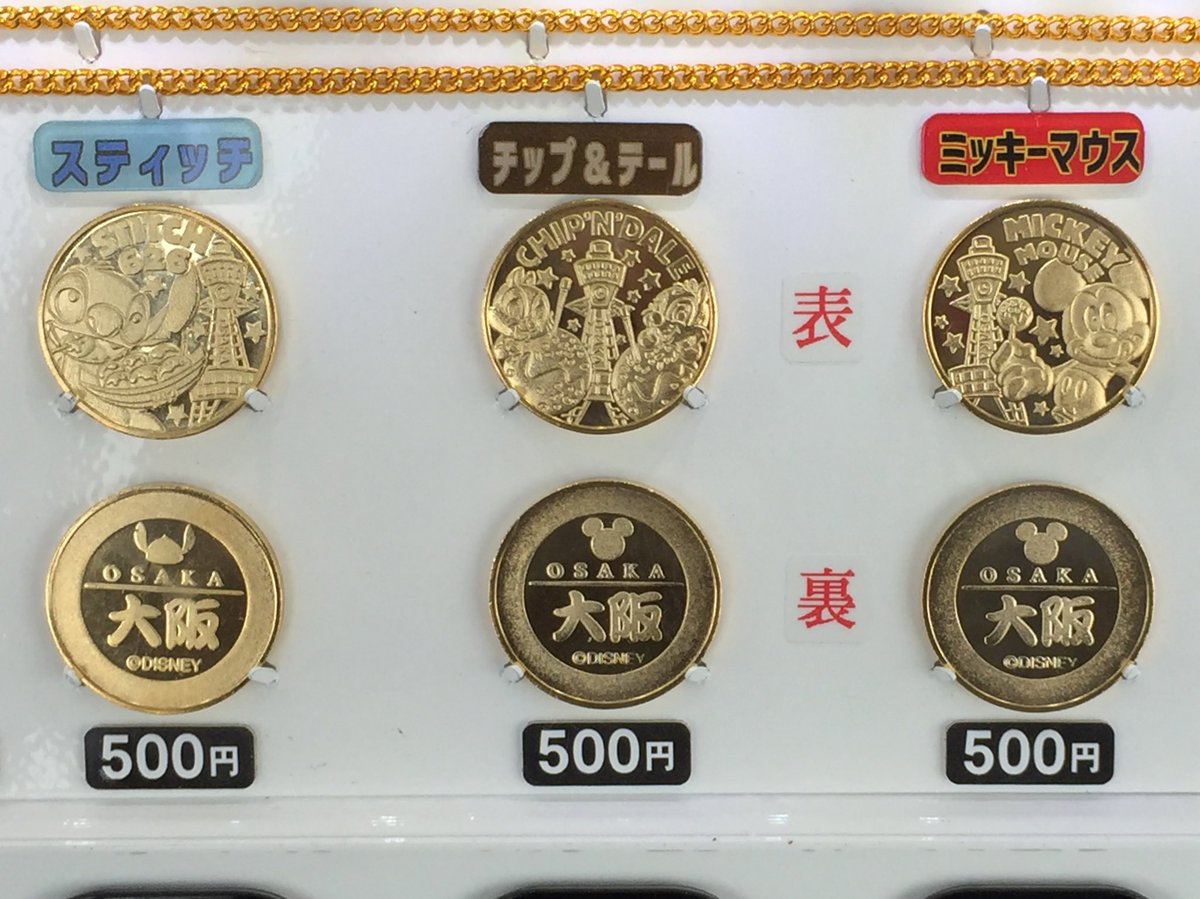 スティッチ
チップ&デール
ミッキーマウス
STITCH
626
CHIP'N'DALE
MICKEY
MOUSE
表
OSAKA
大阪
©DISNEY
OSAKA
大阪
©DISNEY
OSAKA
大阪
©DISNEY
裏
500円
500円
500円